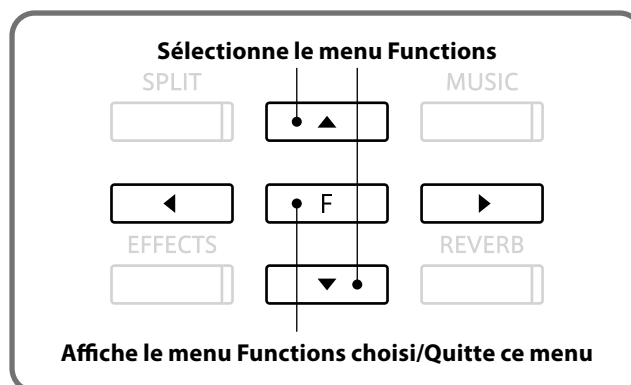 Sélectionne le menu Functions
SPLIT
MUSIC
▲
◀
F
▶
EFFECTS
REVERB
▼
Affiche le menu Functions choisi/Quitte ce menu